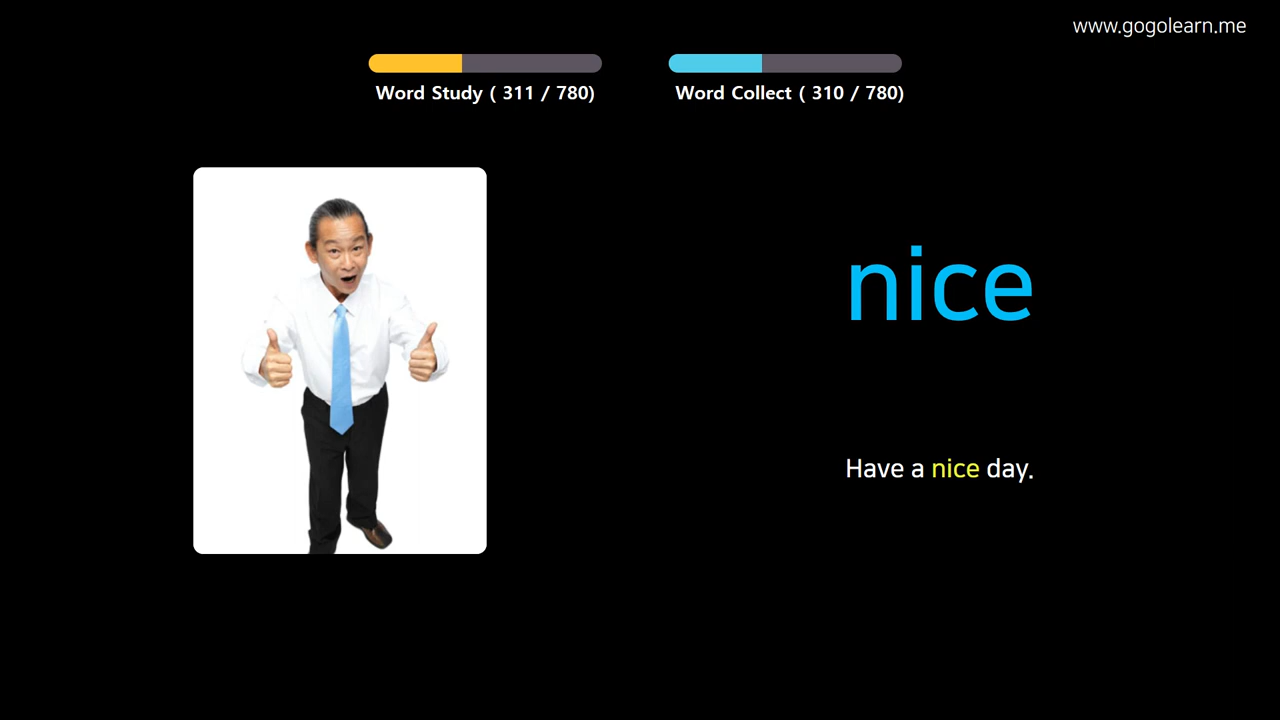 www.gogolearn.me
Word Study ( 311 / 780)
Word Collect ( 310 / 780)
nice
Have a nice day.